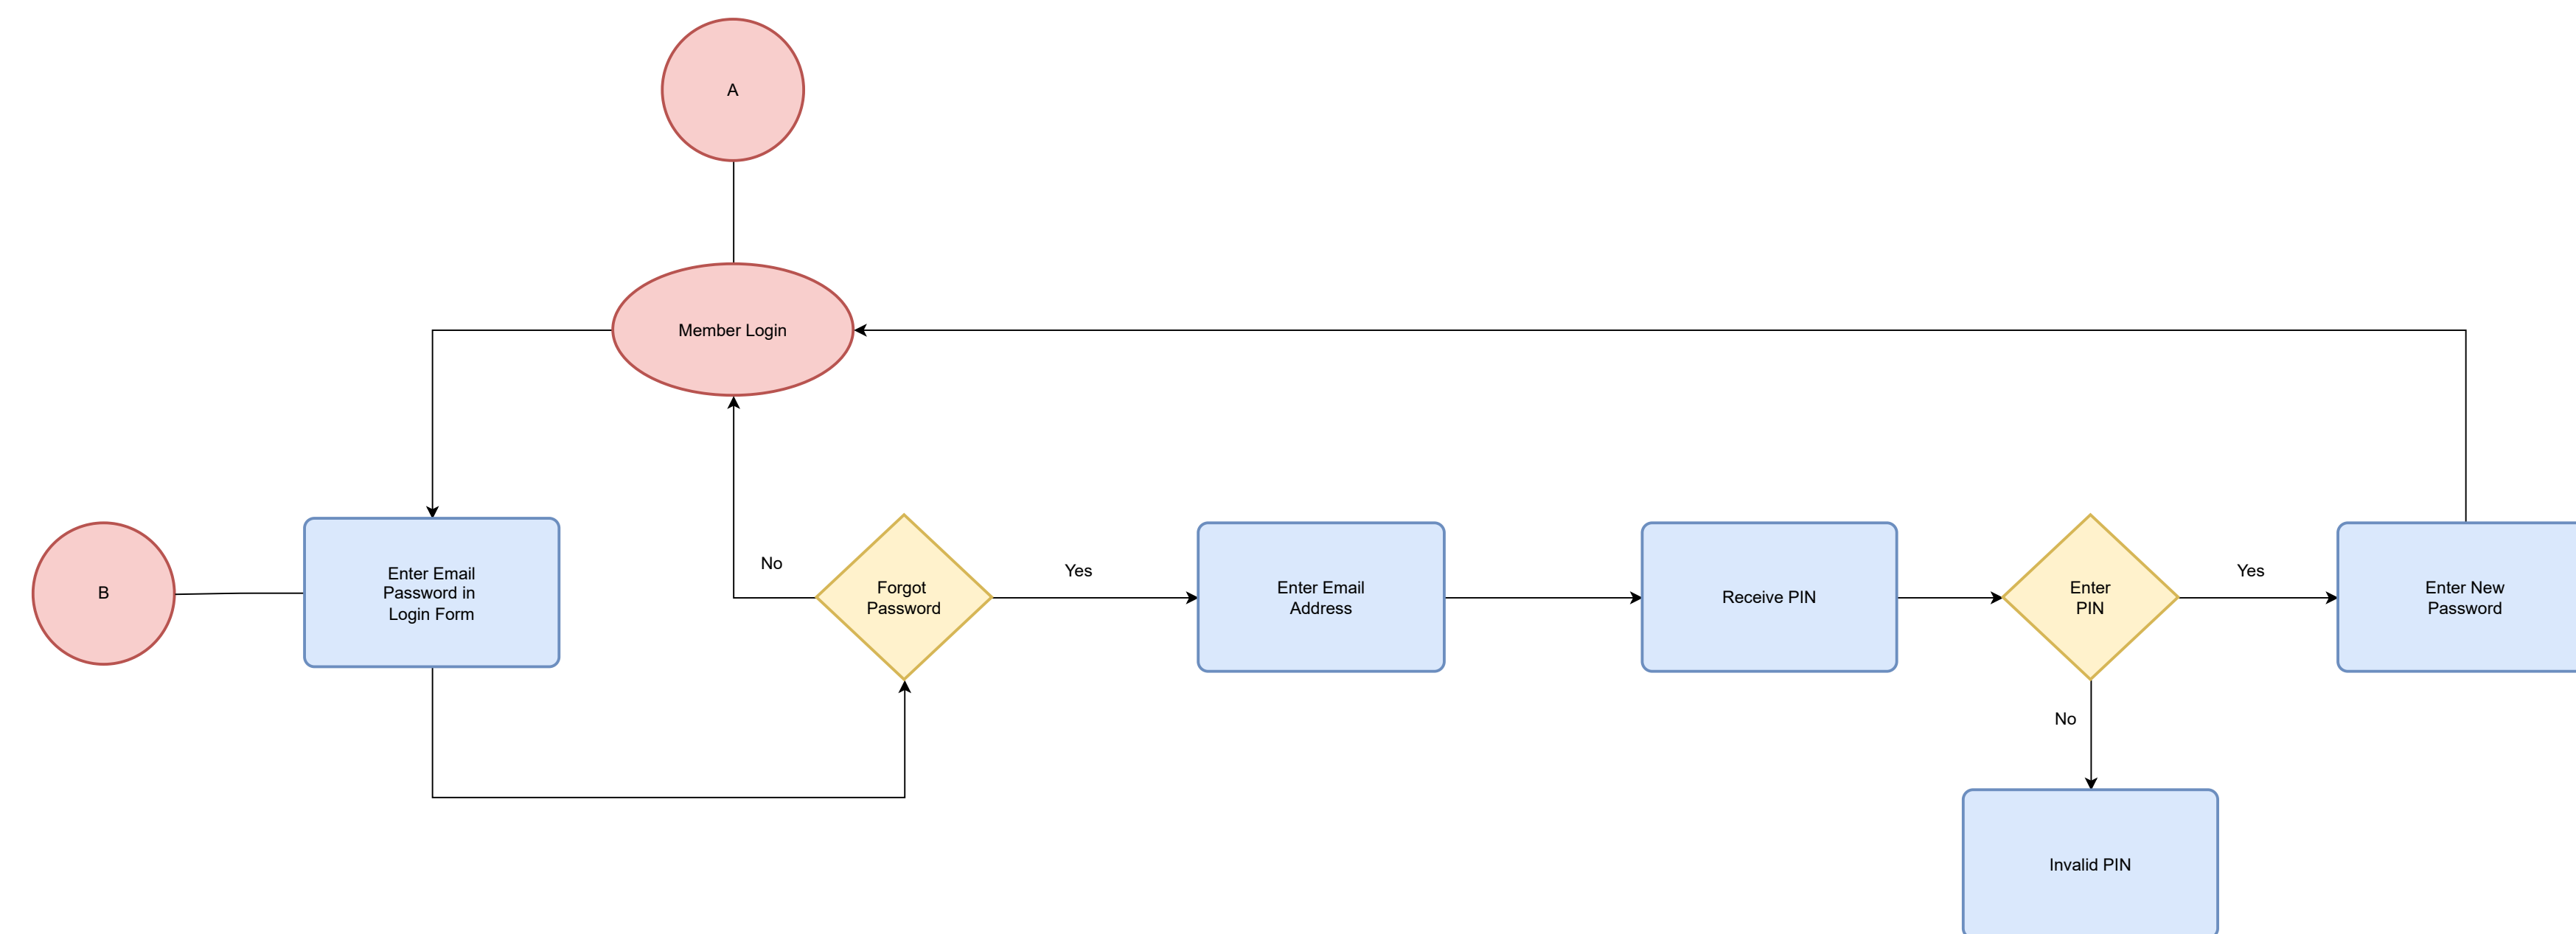 A
Member Login
B
Enter Email
Password in
Login Form
No
Forgot
Password
Yes
Enter Email
Address
Receive PIN
Enter
PIN
Yes
Enter New
Password
No
Invalid PIN